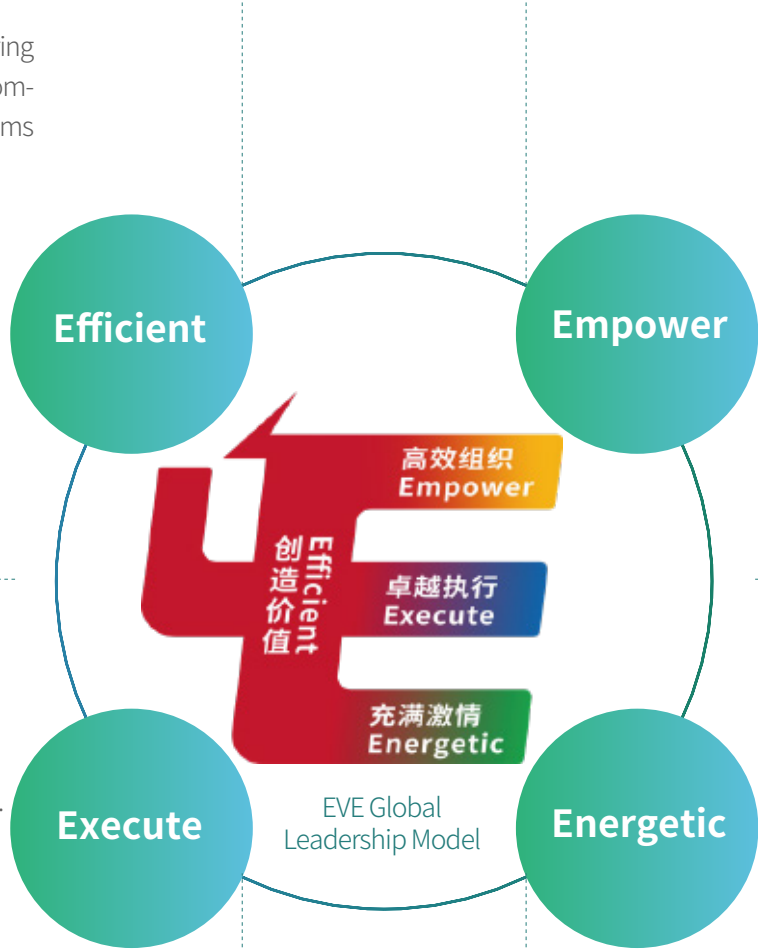 ing
om-
ms
Efficient
Empower
高效组织
Empower
创造价值
Efficient
卓越执行
Execute
充满激情
Energetic
EVE Global
Leadership Model
Execute
Energetic